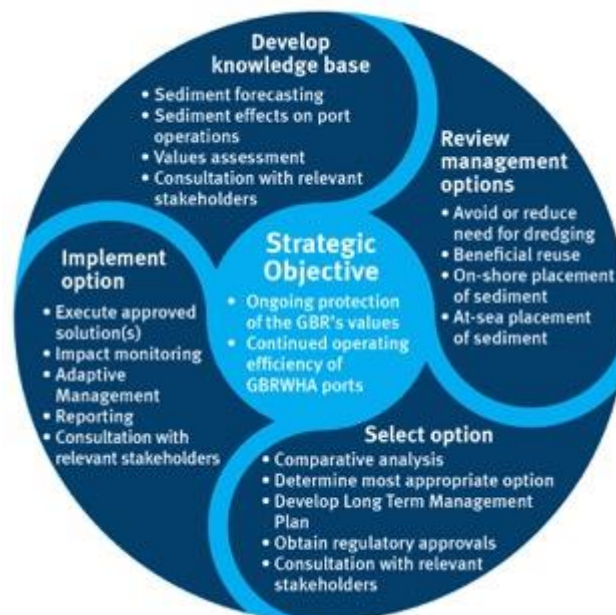 Develop
knowledge base
• Sediment forecasting
• Sediment effects on port
operations
• Values assessment
• Consultation with relevant
stakeholders
Review
management
options
• Avoid or reduce
need for dredging
• Beneficial reuse
• On-shore placement
of sediment
• At-sea placement
of sediment
Select option
• Comparative analysis
• Determine most appropriate option
• Develop Long Term Management
Plan
• Obtain regulatory approvals
• Consultation with relevant
stakeholders
Implement
option
• Execute approved
solution(s)
• Impact monitoring
• Adaptive
Management
• Reporting
• Consultation with
relevant stakeholders
Strategic
Objective
• Ongoing protection
of the GBR's values
• Continued operating
efficiency of
GBRWHA ports